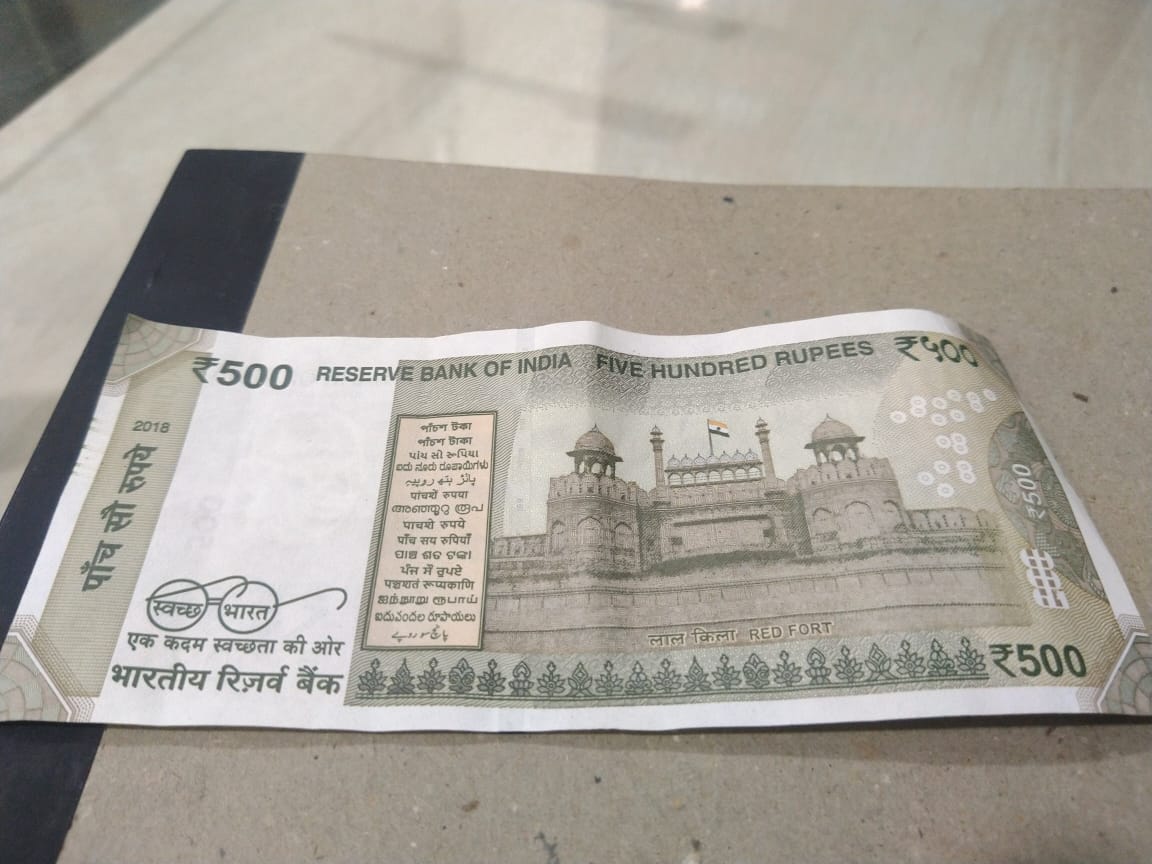 ₹500 RESERVE BANK OF INDIA FIVE HUNDRED RUPEES ₹५००
2018
पाँच सौ रुपये
পাঁচশ টকা
পাঁচশ টাকা
પાંચ સો રૂપિયા
ಐದು ನೂರು ರೂಪಾಯಿಗಳು
پانٛژ ہَتھ روپیہِ
पांचशें रुपया
അഞ്ഞൂറു രൂപ
पाचशे रुपये
पाँच सय रुपियाँ
ପାଞ୍ଚ ଶତ ଟଙ୍କା
ਪੰਜ ਸੌ ਰੁਪਏ
पञ्चशतं रूप्यकाणि
ஐந்நூறு ரூபாய்
ఐదువందల రూపాయలు
پانچ سو روپے
₹500
स्वच्छ भारत
एक कदम स्वच्छता की ओर
भारतीय रिज़र्व बैंक
लाल क़िला RED FORT
₹500